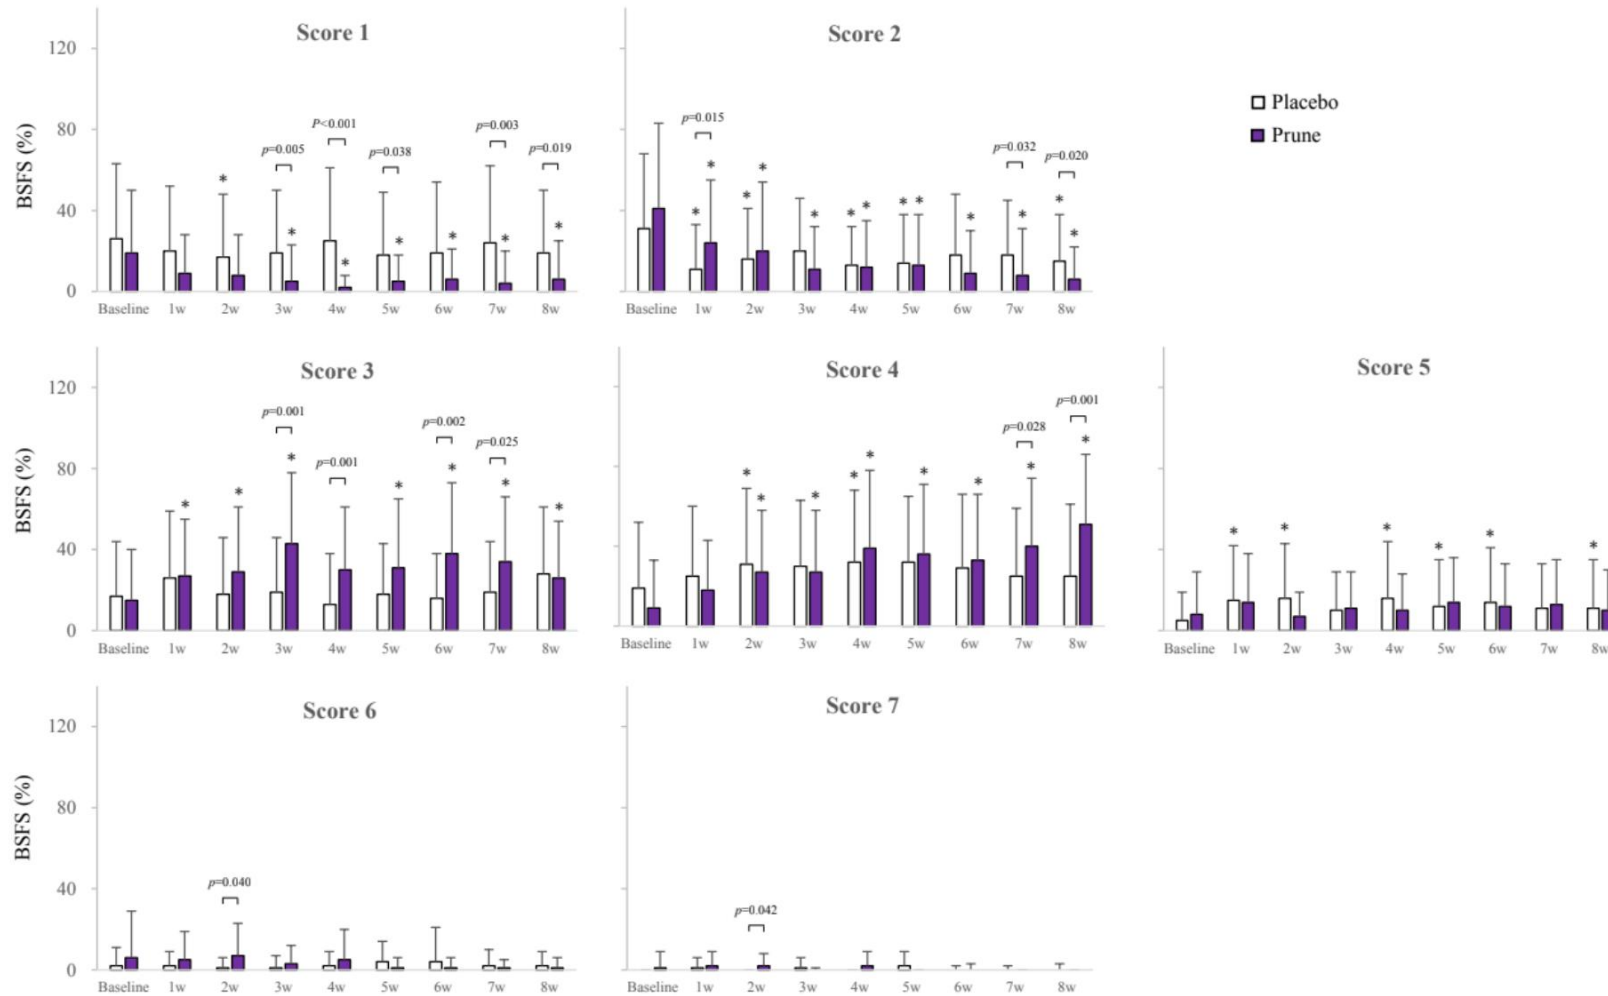 Score 1
Score 2
120
80
40
0
BSFS (%)
p=0.005
P<0.001
p=0.038
p=0.003
p=0.019
*
*
*
*
*
*
*
Baseline 1w 2w 3w 4w 5w 6w 7w 8w
p=0.015
p=0.032
p=0.020
*
*
*
*
*
*
*
*
*
*
*
*
*
Baseline 1w 2w 3w 4w 5w 6w 7w 8w
Placebo
Prune
Score 3
Score 4
Score 5
120
80
40
0
BSFS (%)
p=0.001
p=0.001
p=0.002
p=0.025
*
*
*
*
*
*
*
Baseline 1w 2w 3w 4w 5w 6w 7w 8w
p=0.028
p=0.001
*
*
*
*
*
*
*
*
*
Baseline 1w 2w 3w 4w 5w 6w 7w 8w
*
*
*
*
*
*
Baseline 1w 2w 3w 4w 5w 6w 7w 8w
Score 6
Score 7
120
80
40
0
BSFS (%)
p=0.040
Baseline 1w 2w 3w 4w 5w 6w 7w 8w
p=0.042
Baseline 1w 2w 3w 4w 5w 6w 7w 8w